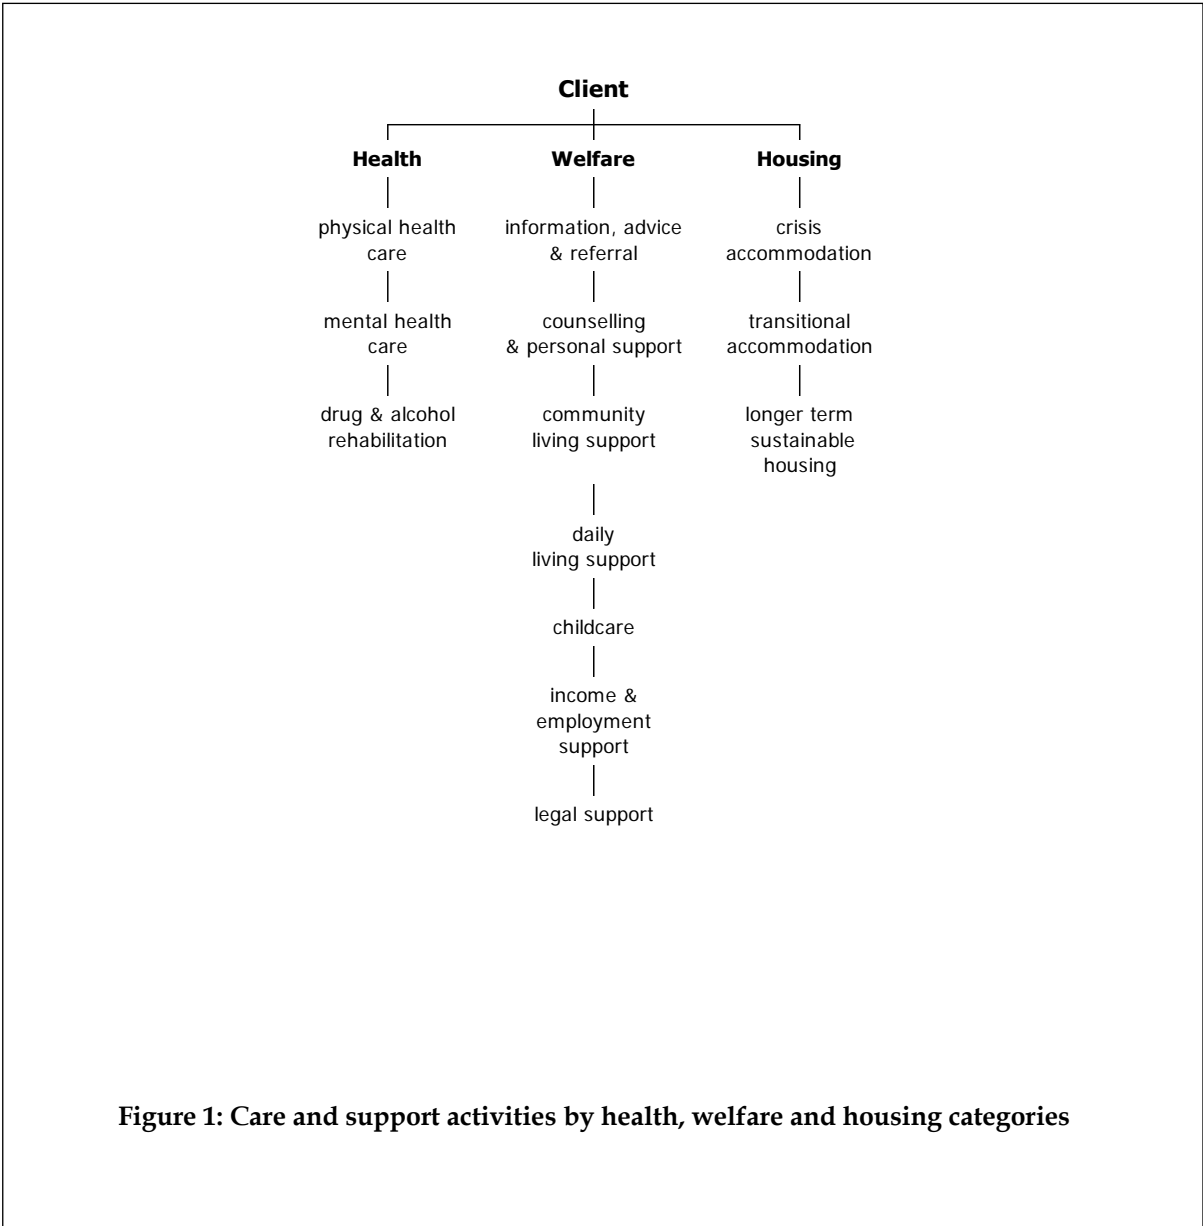 Client
Health
Welfare
Housing
physical health
care
information, advice
& referral
crisis
accommodation
mental health
care
counselling
& personal support
transitional
accommodation
drug & alcohol
rehabilitation
community
living support
longer term
sustainable
housing
daily
living support
childcare
income &
employment
support
legal support
Figure 1: Care and support activities by health, welfare and housing categories